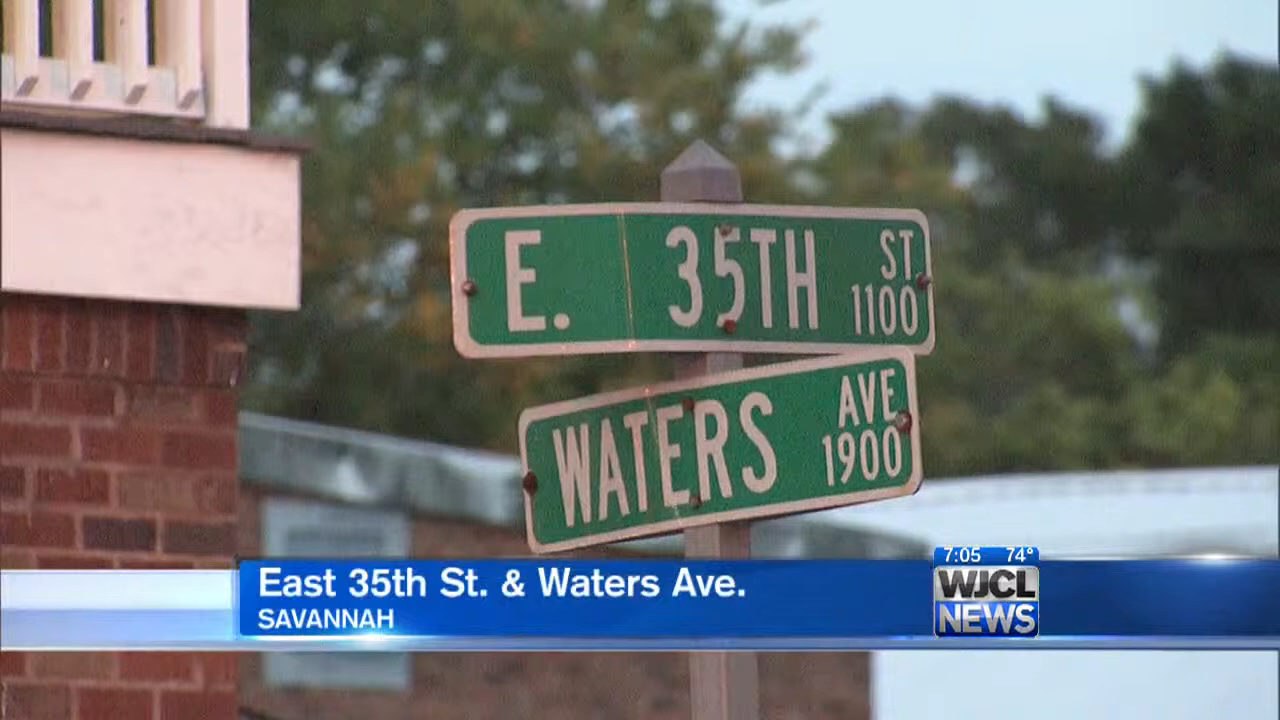 E. 35TH ST
1100
WATERS AVE
1900
East 35th St. & Waters Ave.
SAVANNAH
7:05 74°
WJCL
NEWS